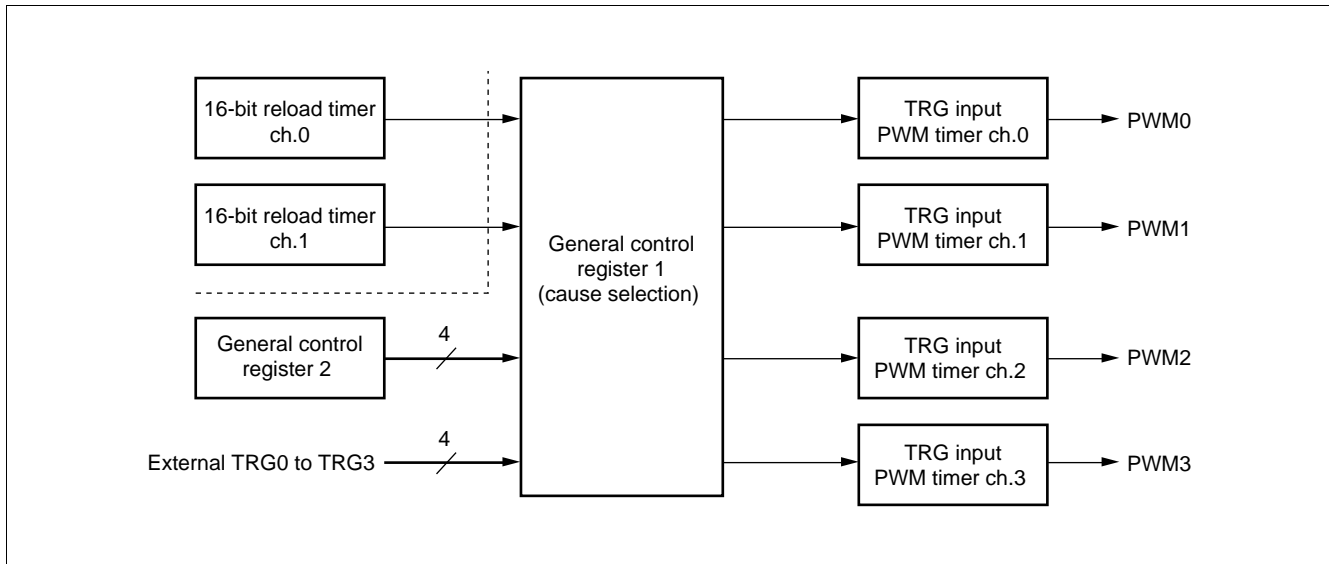 16-bit reload timer
ch.0
16-bit reload timer
ch.1
General control
register 2
4
External TRG0 to TRG3
4
General control
register 1
(cause selection)
TRG input
PWM timer ch.0
PWM0
TRG input
PWM timer ch.1
PWM1
TRG input
PWM timer ch.2
PWM2
TRG input
PWM timer ch.3
PWM3